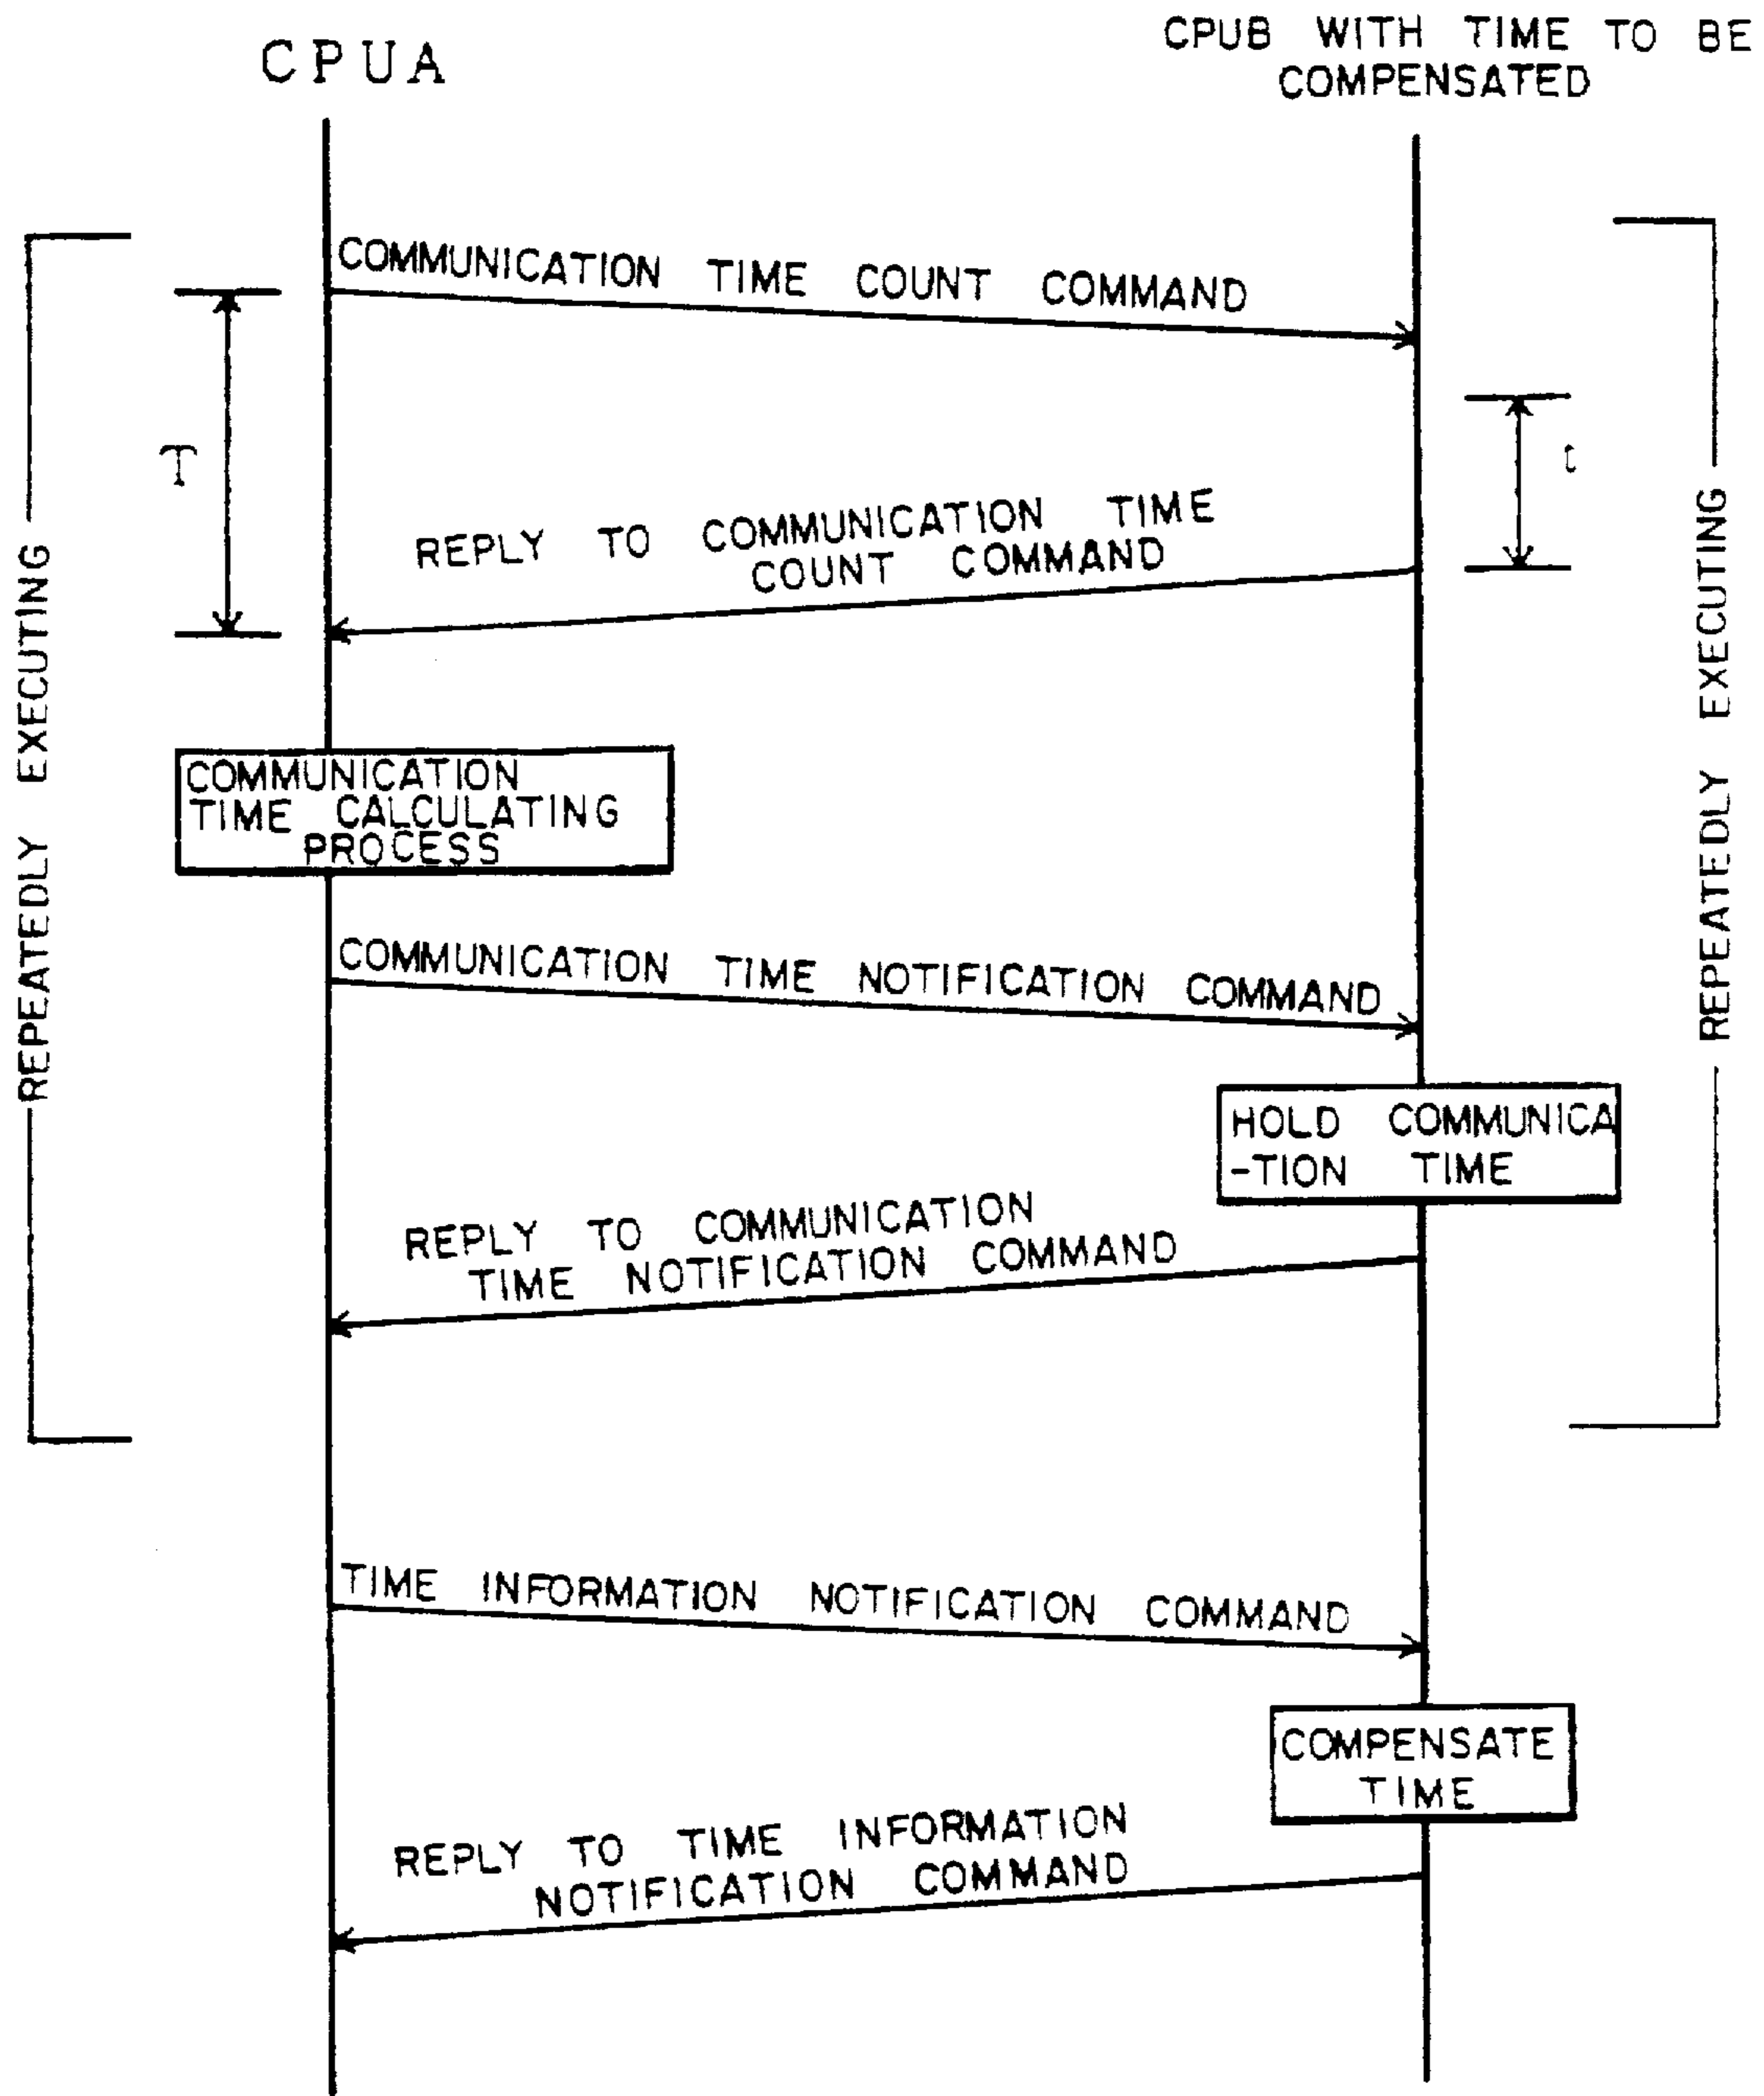 CPUA
CPUB WITH TIME TO BE
COMPENSATED
COMMUNICATION TIME COUNT COMMAND
T
t
REPLY TO COMMUNICATION TIME
COUNT COMMAND
REPEATEDLY EXECUTING
REPEATEDLY EXECUTING
COMMUNICATION
TIME CALCULATING
PROCESS
COMMUNICATION TIME NOTIFICATION COMMAND
HOLD COMMUNICA
-TION TIME
REPLY TO COMMUNICATION
TIME NOTIFICATION COMMAND
TIME INFORMATION NOTIFICATION COMMAND
COMPENSATE
TIME
REPLY TO TIME INFORMATION
NOTIFICATION COMMAND